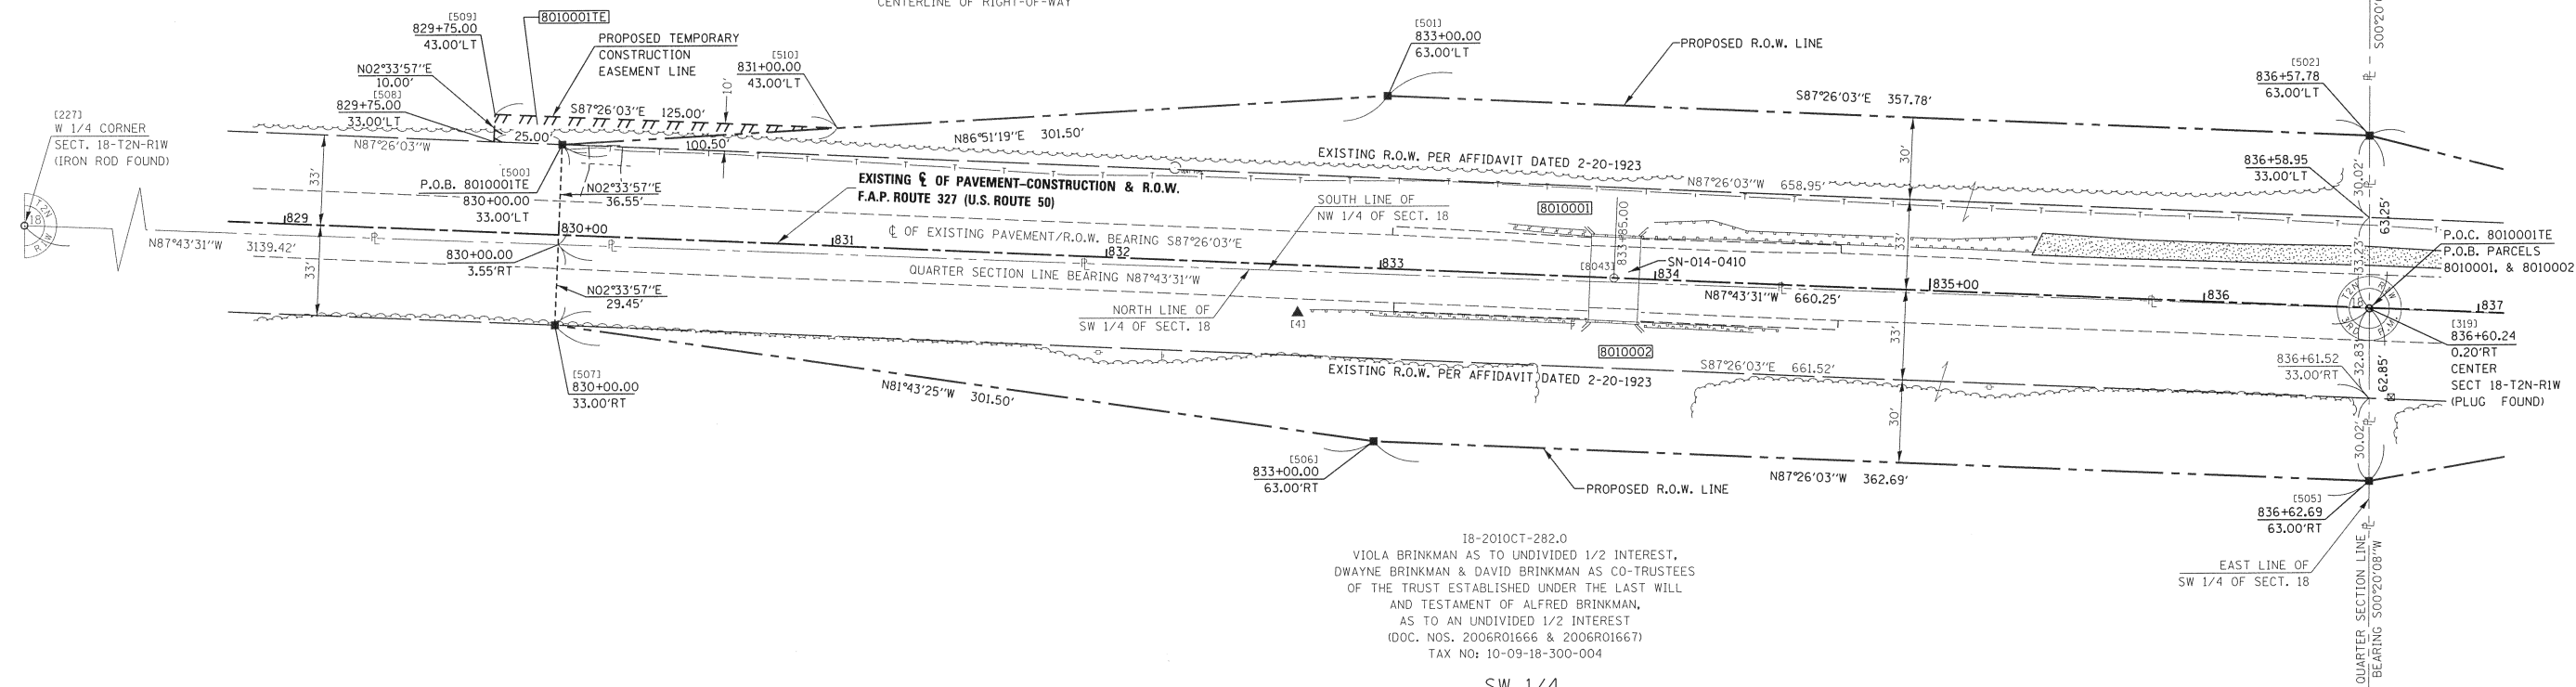 CENTERLINE OF RIGHT-OF-WAY
[509]
829+75.00
43.00'LT
8010001TE
PROPOSED TEMPORARY
CONSTRUCTION
EASEMENT LINE
[510]
831+00.00
43.00'LT
[501]
833+00.00
63.00'LT
PROPOSED R.O.W. LINE
[502]
836+57.78
63.00'LT
N02°33'57"E
10.00'
[508]
829+75.00
33.00'LT
S87°26'03"E 125.00'
10'
25.00'
100.50'
N86°51'19"E 301.50'
S87°26'03"E 357.78'
[227]
W 1/4 CORNER
SECT. 18-T2N-R1W
(IRON ROD FOUND)
T2N
18
R1W
N87°26'03"W
33'
33'
[500]
P.O.B. 8010001TE
830+00.00
33.00'LT
N02°33'57"E
36.55'
EXISTING ℄ OF PAVEMENT-CONSTRUCTION & R.O.W.
F.A.P. ROUTE 327 (U.S. ROUTE 50)
EXISTING R.O.W. PER AFFIDAVIT DATED 2-20-1923
N87°26'03"W 658.95'
836+58.95
33.00'LT
SOUTH LINE OF
NW 1/4 OF SECT. 18
8010001
833+85.00
30'
33'
30.02'
63.25'
33.23'
P.O.C. 8010001TE
P.O.B. PARCELS
8010001, & 8010002
N87°43'31"W 3139.42'
829
830+00
831
832
833
834
835+00
836
837
℄ OF EXISTING PAVEMENT/R.O.W. BEARING S87°26'03"E
QUARTER SECTION LINE BEARING N87°43'31"W
830+00.00
3.55'RT
N02°33'57"E
29.45'
[8043]
SN-014-0410
N87°43'31"W 660.25'
NORTH LINE OF
SW 1/4 OF SECT. 18
[4]
T2N
R1W
18
3RD
P.M.
[319]
836+60.24
0.20'RT
CENTER
SECT 18-T2N-R1W
(PLUG FOUND)
8010002
33'
30'
EXISTING R.O.W. PER AFFIDAVIT DATED 2-20-1923
S87°26'03"E 661.52'
836+61.52
33.00'RT
32.83'
62.85'
30.02'
[507]
830+00.00
33.00'RT
N81°43'25"W 301.50'
[506]
833+00.00
63.00'RT
PROPOSED R.O.W. LINE
N87°26'03"W 362.69'
[505]
836+62.69
63.00'RT
EAST LINE OF
SW 1/4 OF SECT. 18
QUARTER SECTION LINE
BEARING S00°20'08"W
18-2010CT-282.0
VIOLA BRINKMAN AS TO UNDIVIDED 1/2 INTEREST,
DWAYNE BRINKMAN & DAVID BRINKMAN AS CO-TRUSTEES
OF THE TRUST ESTABLISHED UNDER THE LAST WILL
AND TESTAMENT OF ALFRED BRINKMAN,
AS TO AN UNDIVIDED 1/2 INTEREST
(DOC. NOS. 2006R01666 & 2006R01667)
TAX NO: 10-09-18-300-004
SW 1/4